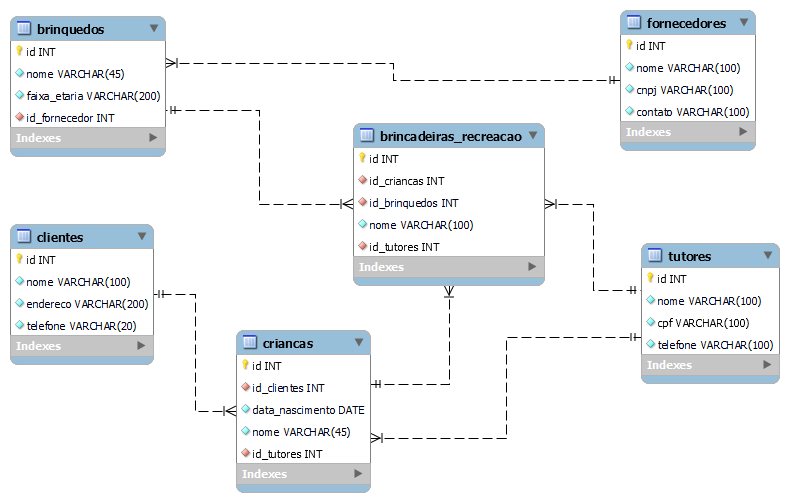 brinquedos
id INT
nome VARCHAR(45)
faixa_etaria VARCHAR(200)
id_fornecedor INT
Indexes
fornecedores
id INT
nome VARCHAR(100)
cnpj VARCHAR(100)
contato VARCHAR(100)
Indexes
brincadeiras_recreacao
id INT
id_criancas INT
id_brinquedos INT
nome VARCHAR(100)
id_tutores INT
Indexes
clientes
id INT
nome VARCHAR(100)
endereco VARCHAR(200)
telefone VARCHAR(20)
Indexes
tutores
id INT
nome VARCHAR(100)
cpf VARCHAR(100)
telefone VARCHAR(100)
Indexes
criancas
id INT
id_clientes INT
data_nascimento DATE
nome VARCHAR(45)
id_tutores INT
Indexes